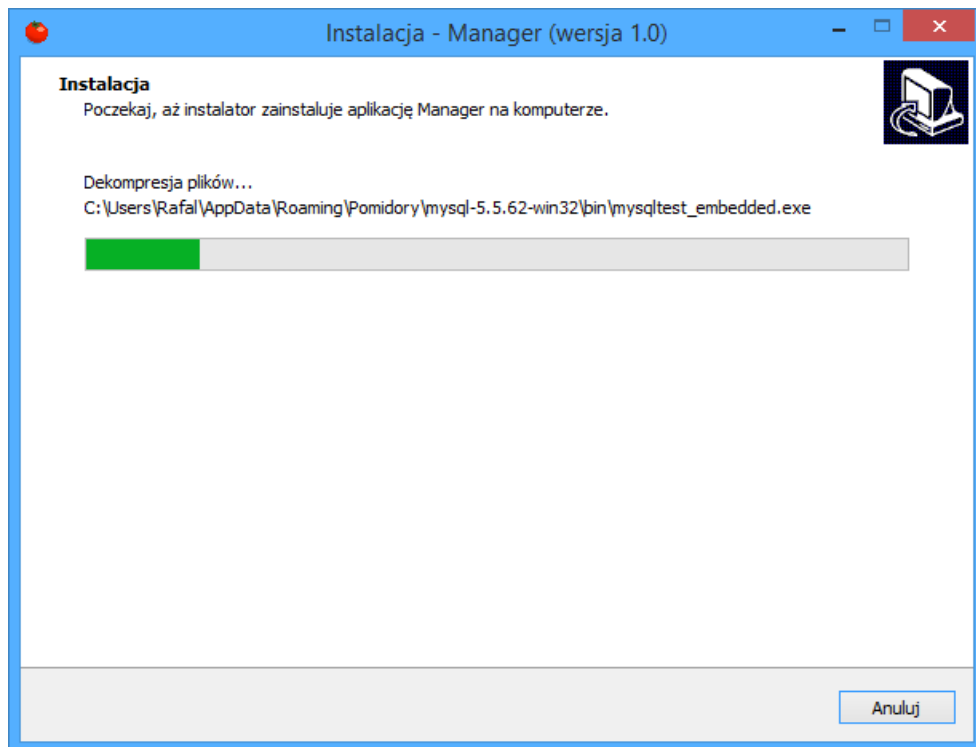 Instalacja - Manager (wersja 1.0)
Instalacja
Poczekaj, aż instalator zainstaluje aplikację Manager na komputerze.
Dekompresja plików...
C:\Users\Rafal\AppData\Roaming\Pomidory\mysql-5.5.62-win32\bin\mysqltest_embedded.exe
Anuluj